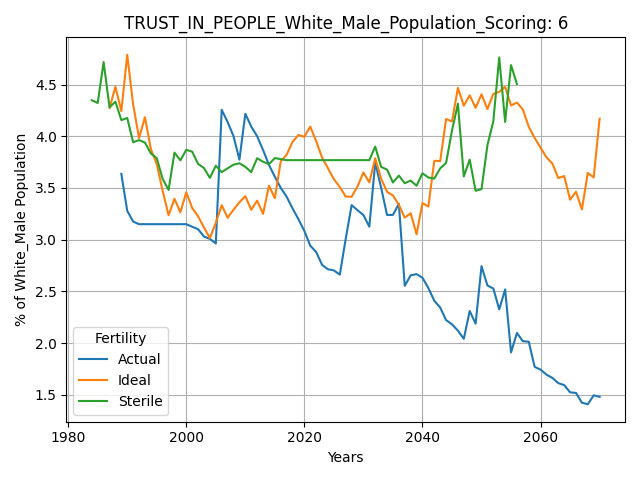 TRUST_IN_PEOPLE_White_Male_Population_Scoring: 6
% of White_Male Population
4.5
4.0
3.5
3.0
2.5
2.0
1.5
Fertility
Actual
Ideal
Sterile
1980
2000
2020
2040
2060
Years